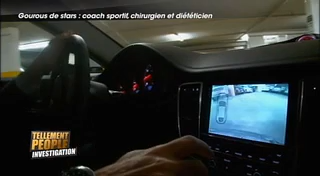 Gourous de stars : coach sportif, chirurgien et diététicien
TELLEMENT
PEOPLE
INVESTIGATION